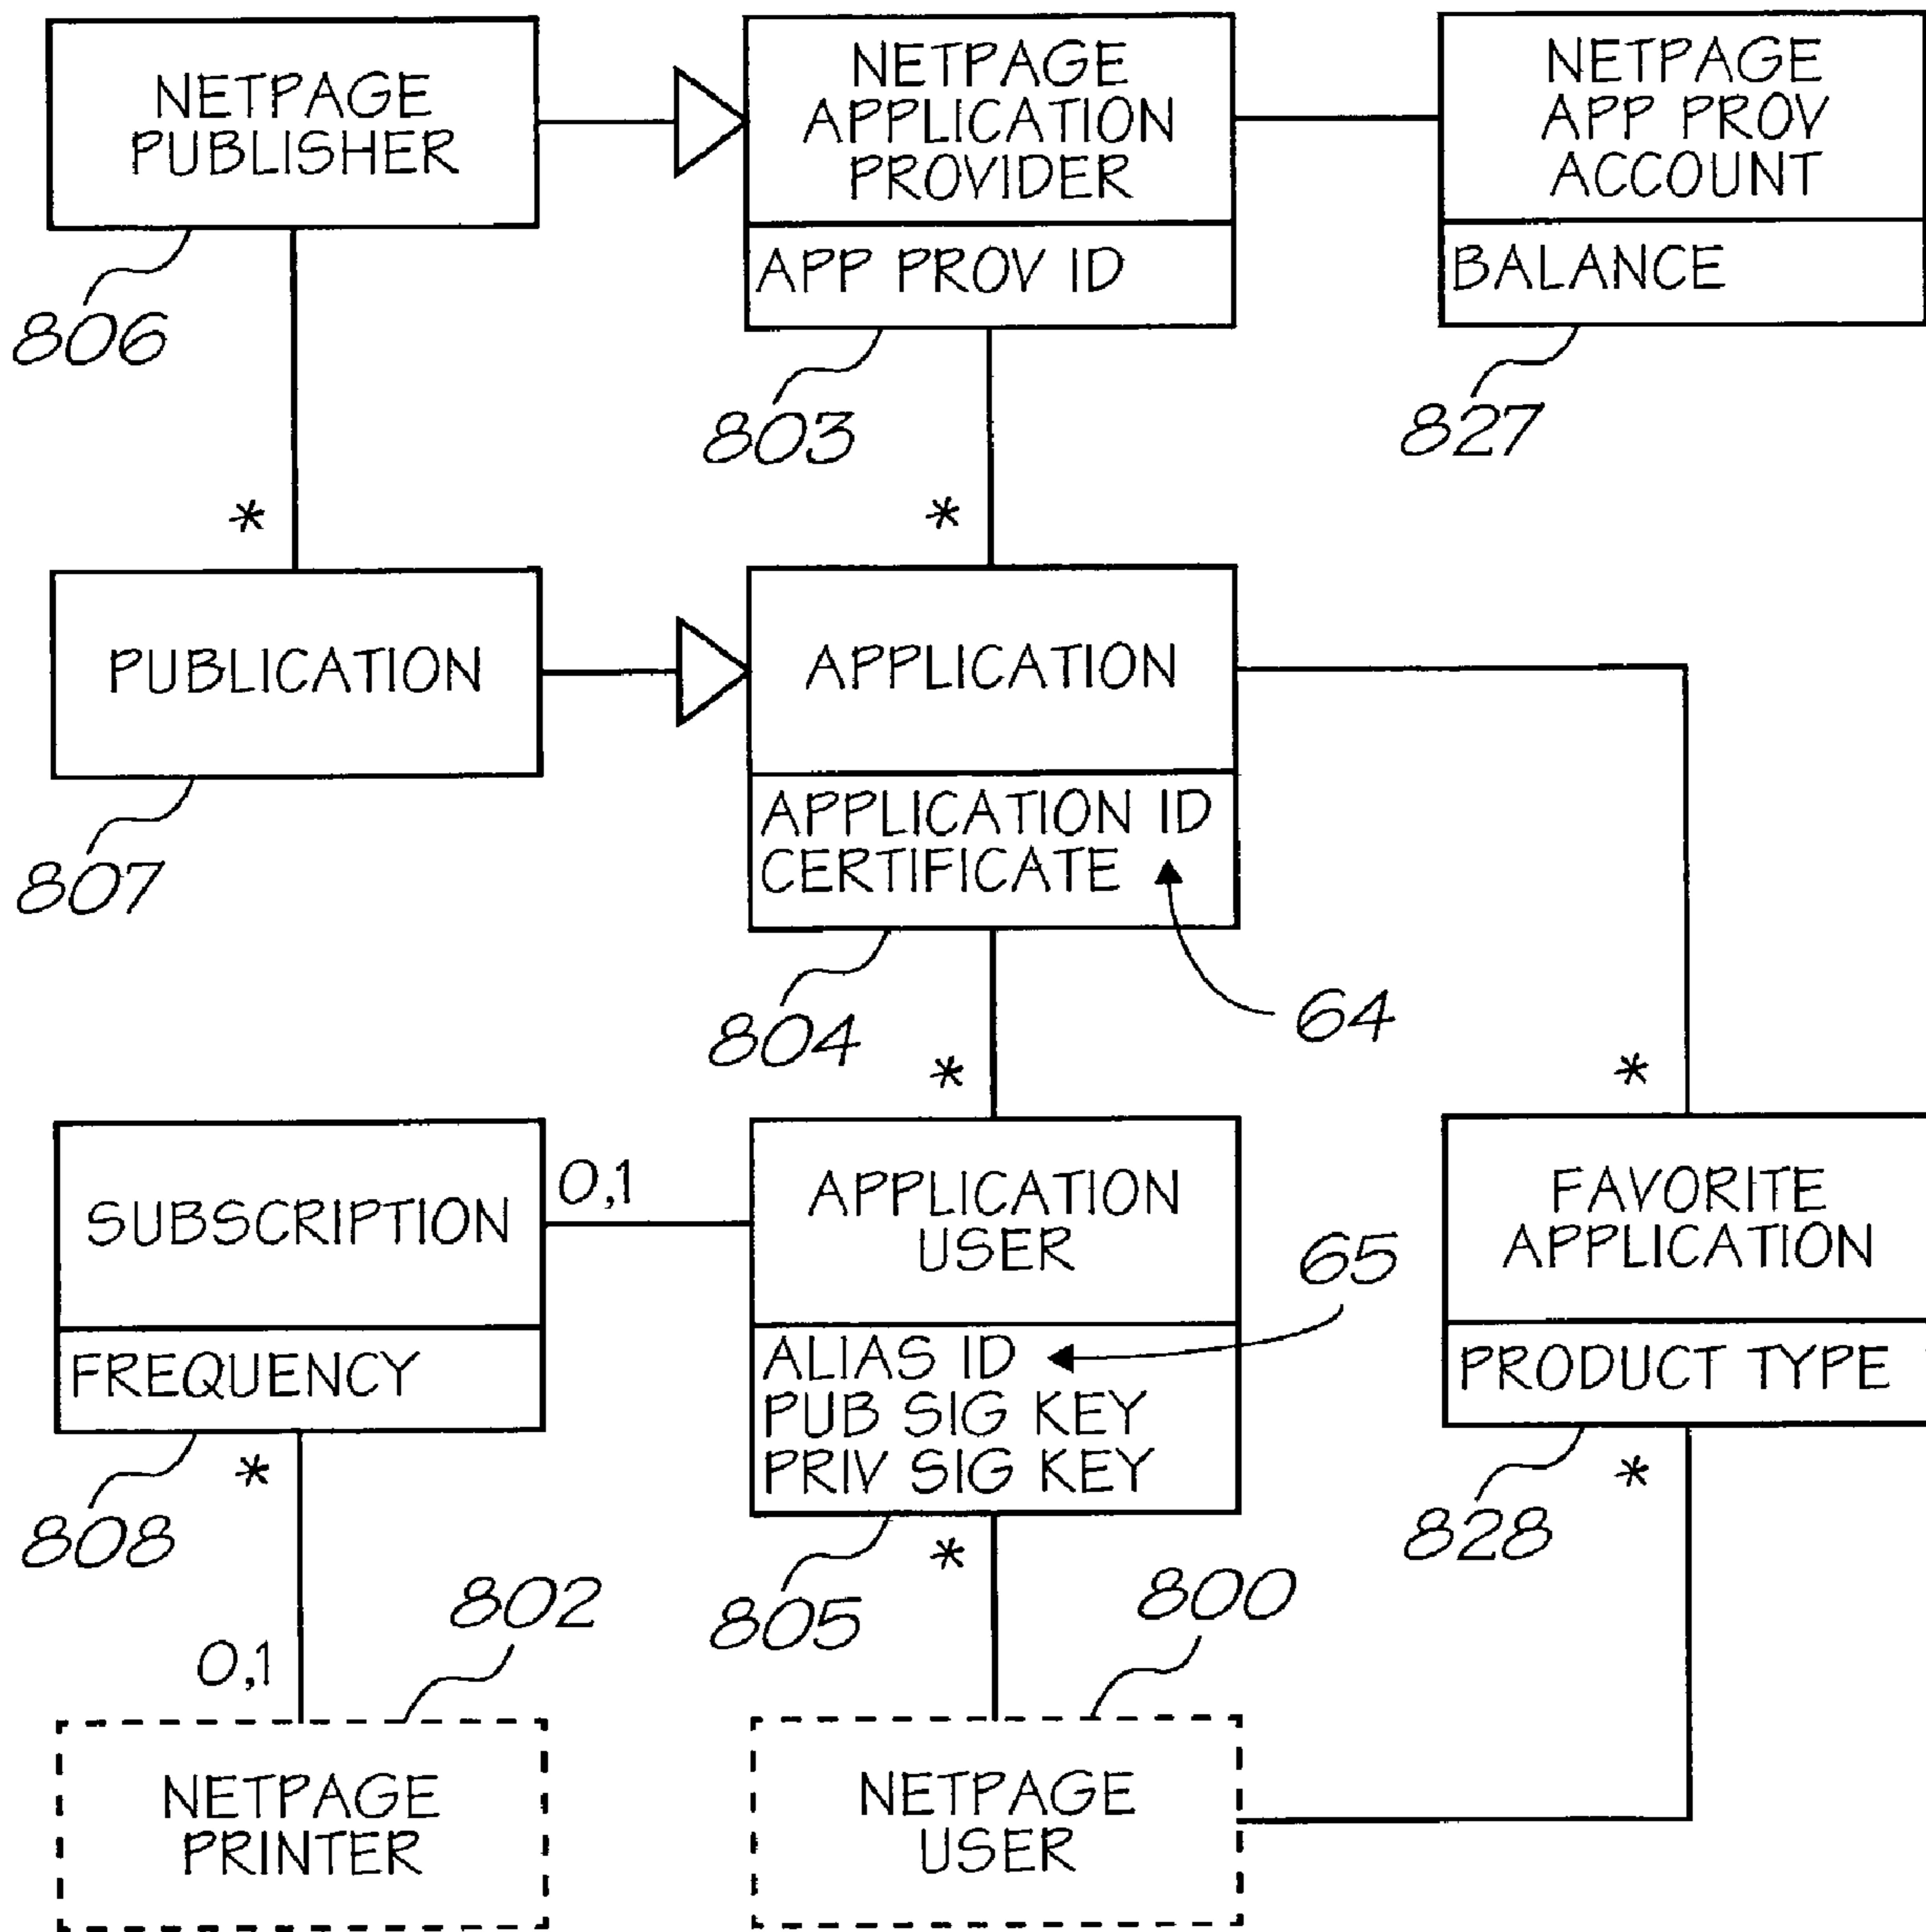 NETPAGE
PUBLISHER
NETPAGE
APPLICATION
PROVIDER
APP PROV ID
NETPAGE
APP PROV
ACCOUNT
BALANCE
806
803
827
*
*
PUBLICATION
APPLICATION
APPLICATION ID
CERTIFICATE
807
804
64
*
*
SUBSCRIPTION
FREQUENCY
0,1
APPLICATION
USER
ALIAS ID
PUB SIG KEY
PRIV SIG KEY
65
FAVORITE
APPLICATION
PRODUCT TYPE
808
*
805
*
828
*
802
800
0,1
NETPAGE
PRINTER
NETPAGE
USER